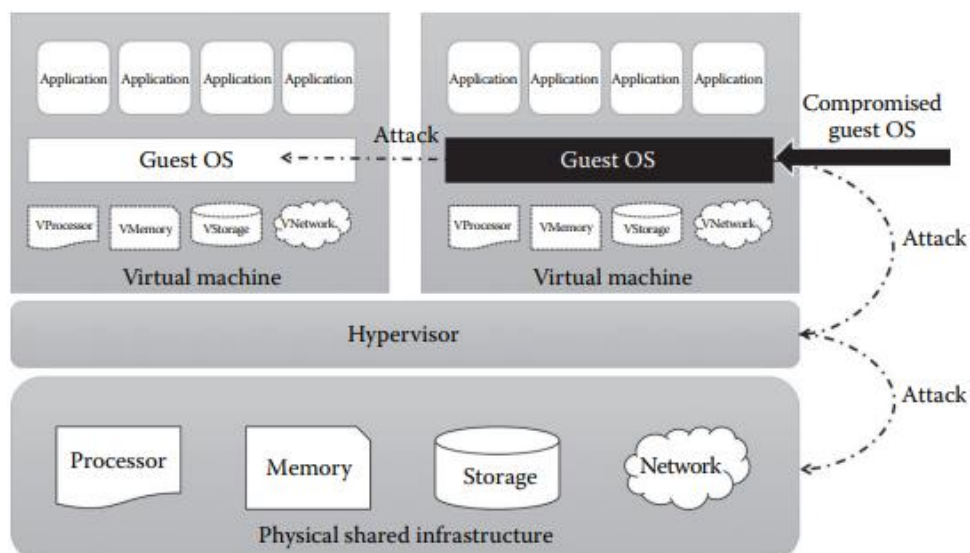 Application Application Application Application
Application Application Application Application
Compromised
guest OS
Attack
Guest OS
Guest OS
VProcessor VMemory VStorage VNetwork
VProcessor VMemory VStorage VNetwork
Attack
Virtual machine
Virtual machine
Hypervisor
Attack
Processor
Memory
Storage
Network
Physical shared infrastructure